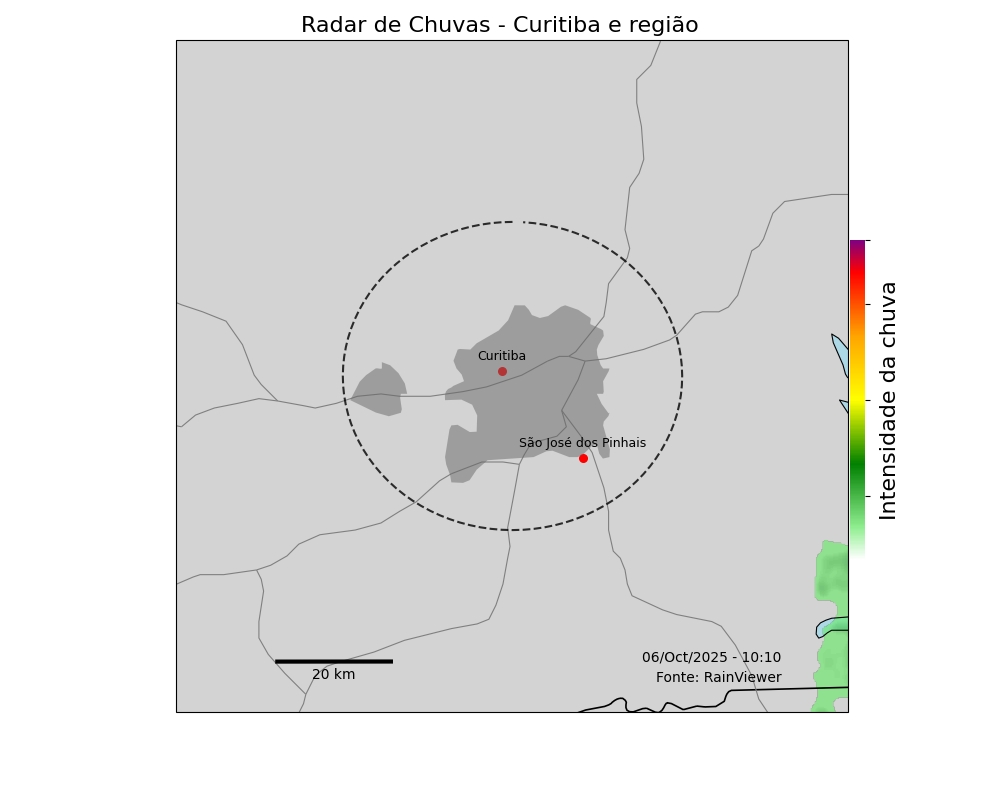 Radar de Chuvas - Curitiba e região
Curitiba
São José dos Pinhais
Intensidade da chuva
06/Oct/2025 - 10:10
Fonte: RainViewer
20 km